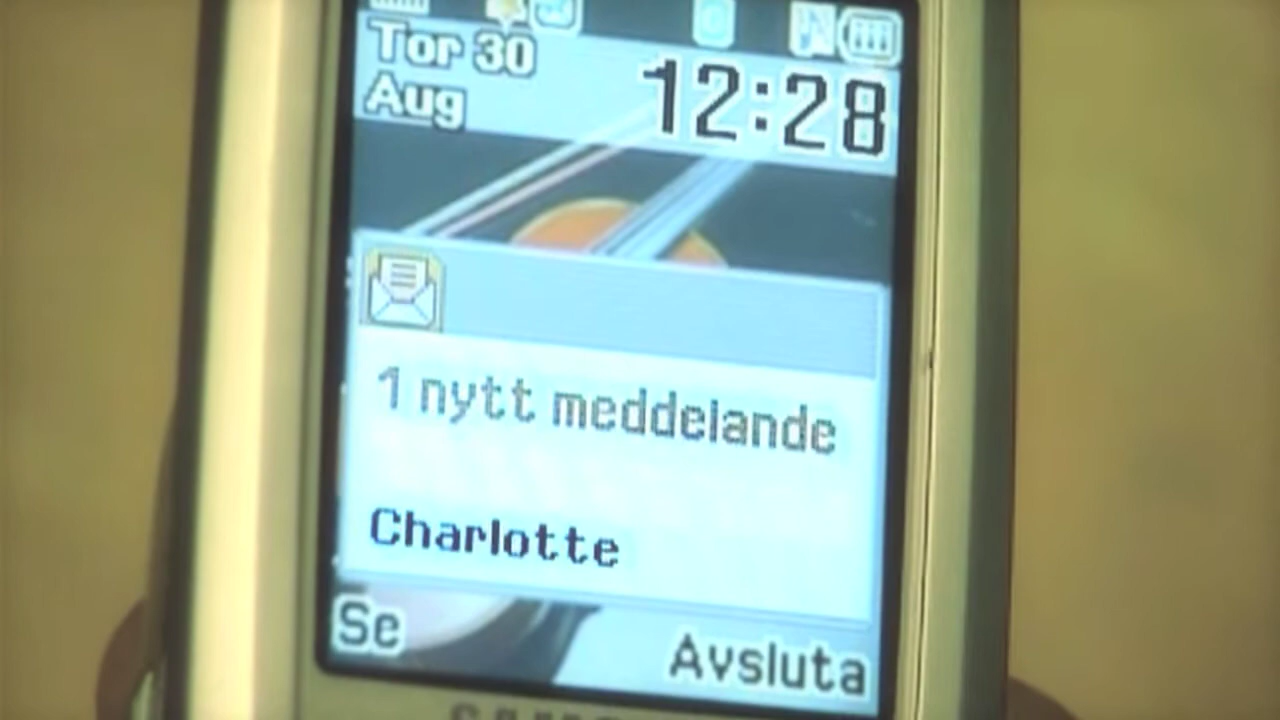 Tor 30
Aug
12:28
1 nytt meddelande
Charlotte
Se
Avsluta